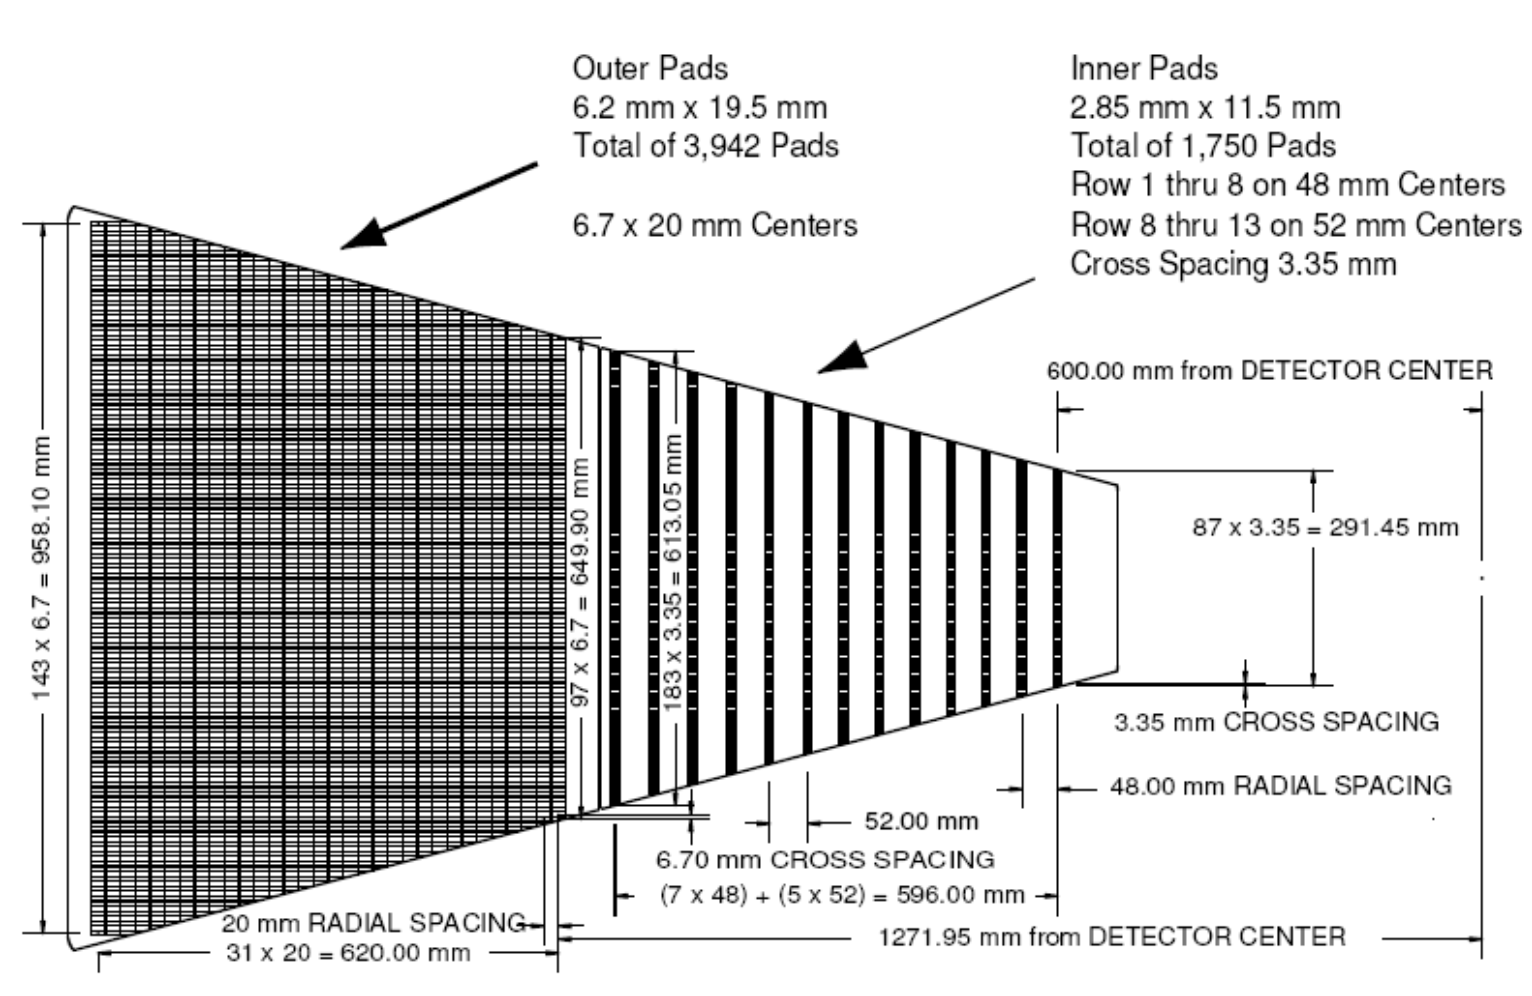 Outer Pads
6.2 mm x 19.5 mm
Total of 3,942 Pads
6.7 x 20 mm Centers
Inner Pads
2.85 mm x 11.5 mm
Total of 1,750 Pads
Row 1 thru 8 on 48 mm Centers
Row 8 thru 13 on 52 mm Centers
Cross Spacing 3.35 mm
600.00 mm from DETECTOR CENTER
143 x 6.7 = 958.10 mm
97 x 6.7 = 649.90 mm
183 x 3.35 = 613.05 mm
87 x 3.35 = 291.45 mm
3.35 mm CROSS SPACING
48.00 mm RADIAL SPACING
52.00 mm
6.70 mm CROSS SPACING
(7 x 48) + (5 x 52) = 596.00 mm
20 mm RADIAL SPACING
31 x 20 = 620.00 mm
1271.95 mm from DETECTOR CENTER